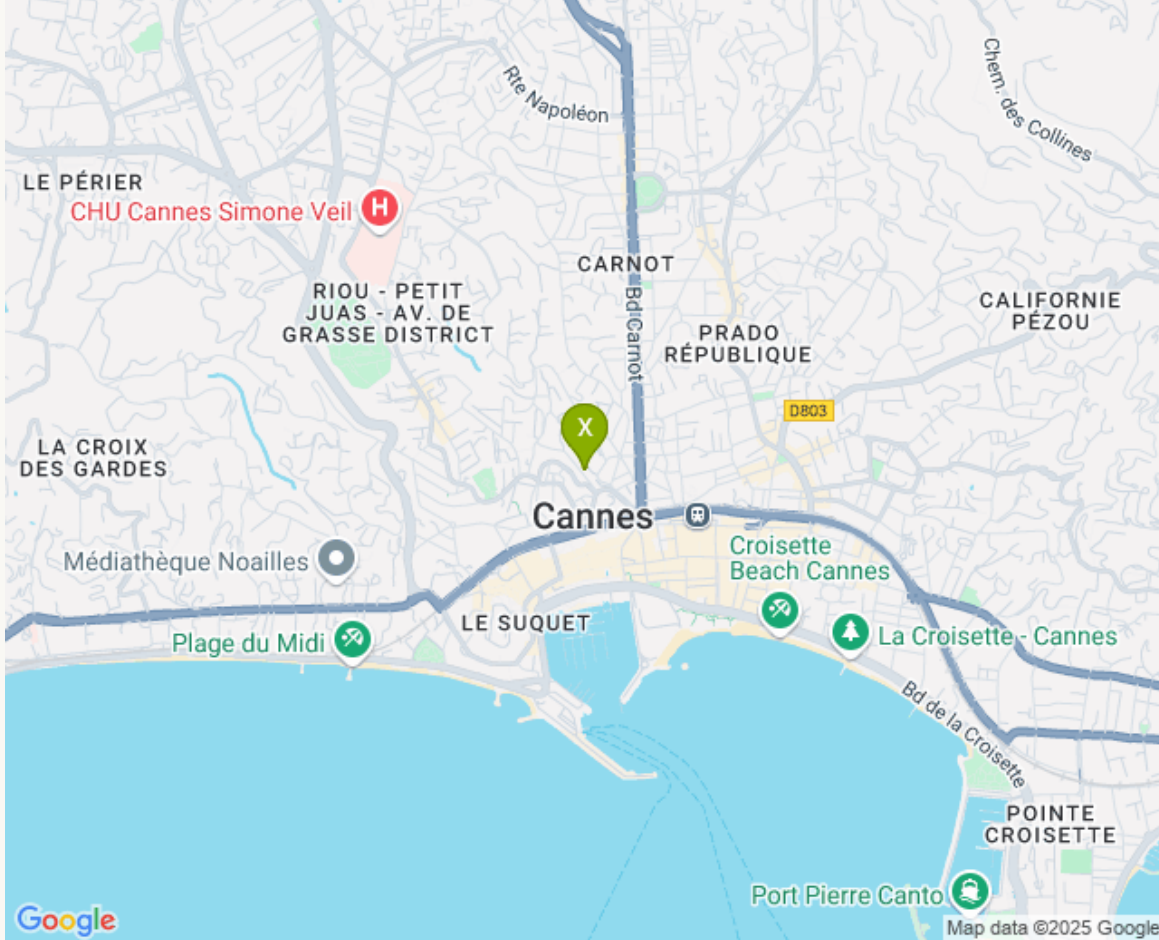 Chem. des Collines
Rte Napoléon
LE PÉRIER
CHU Cannes Simone Veil
H
CARNOT
RIOU - PETIT
JUAS - AV. DE
GRASSE DISTRICT
Bd Carnot
CALIFORNIE
PÉZOU
PRADO
RÉPUBLIQUE
D803
X
LA CROIX
DES GARDES
Cannes
Médiathèque Noailles
Croisette
Beach Cannes
LE SUQUET
Plage du Midi
La Croisette - Cannes
Bd de la Croisette
POINTE
CROISETTE
Port Pierre Canto
Google
Map data ©2025 Google